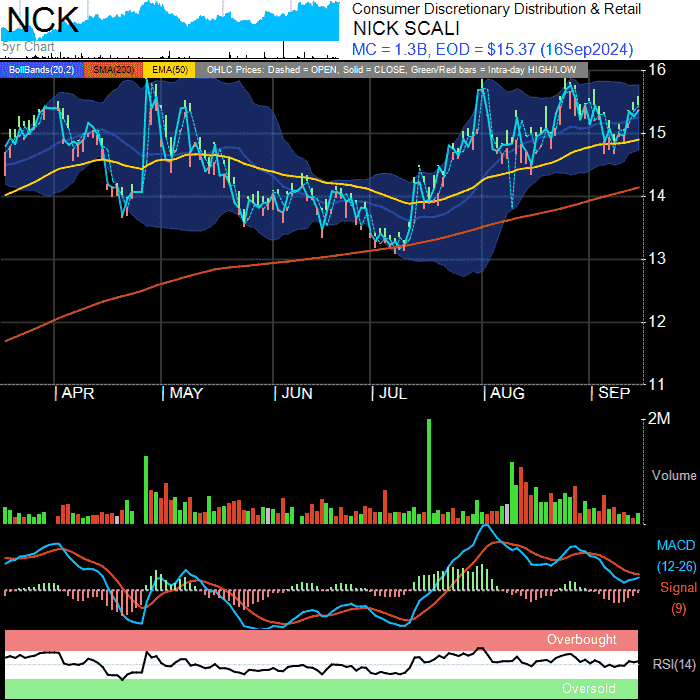 NCK
5yr Chart
Consumer Discretionary Distribution & Retail
NICK SCALI
MC = 1.3B, EOD = $15.37 (16Sep2024)
BollBands(20,2) SMA(200) EMA(50) OHLC Prices: Dashed = OPEN, Solid = CLOSE, Green/Red bars = Intra-day HIGH/LOW
16
15
14
13
12
11
| APR | MAY | JUN | JUL | AUG | SEP
2M
Volume
MACD
(12-26)
Signal
(9)
Overbought
RSI(14)
Oversold